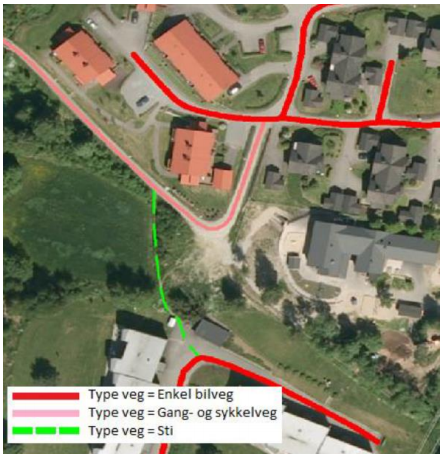 Type veg = Enkel bilveg
Type veg = Gang- og sykkelveg
Type veg = Sti